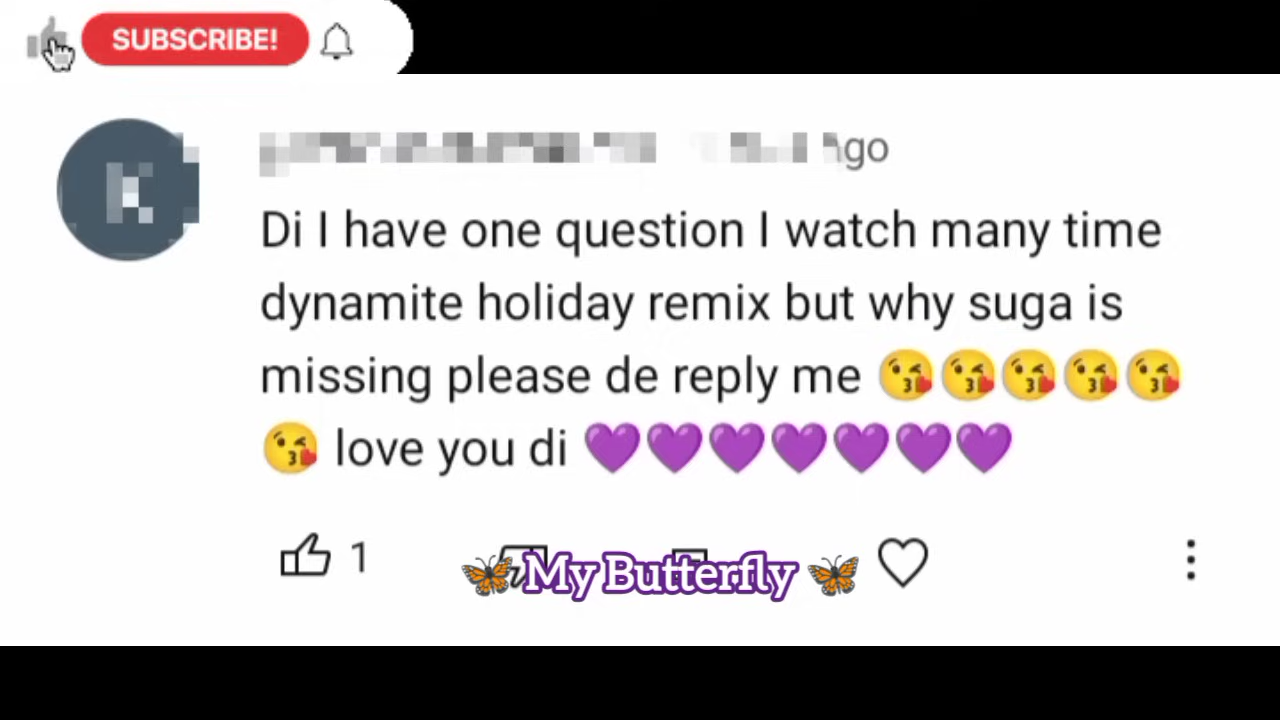 SUBSCRIBE!
ago
Di I have one question I watch many time
dynamite holiday remix but why suga is
missing please de reply me 😘😘😘😘😘
😘 love you di 💜💜💜💜💜💜💜
1
🦋 My Butterfly 🦋